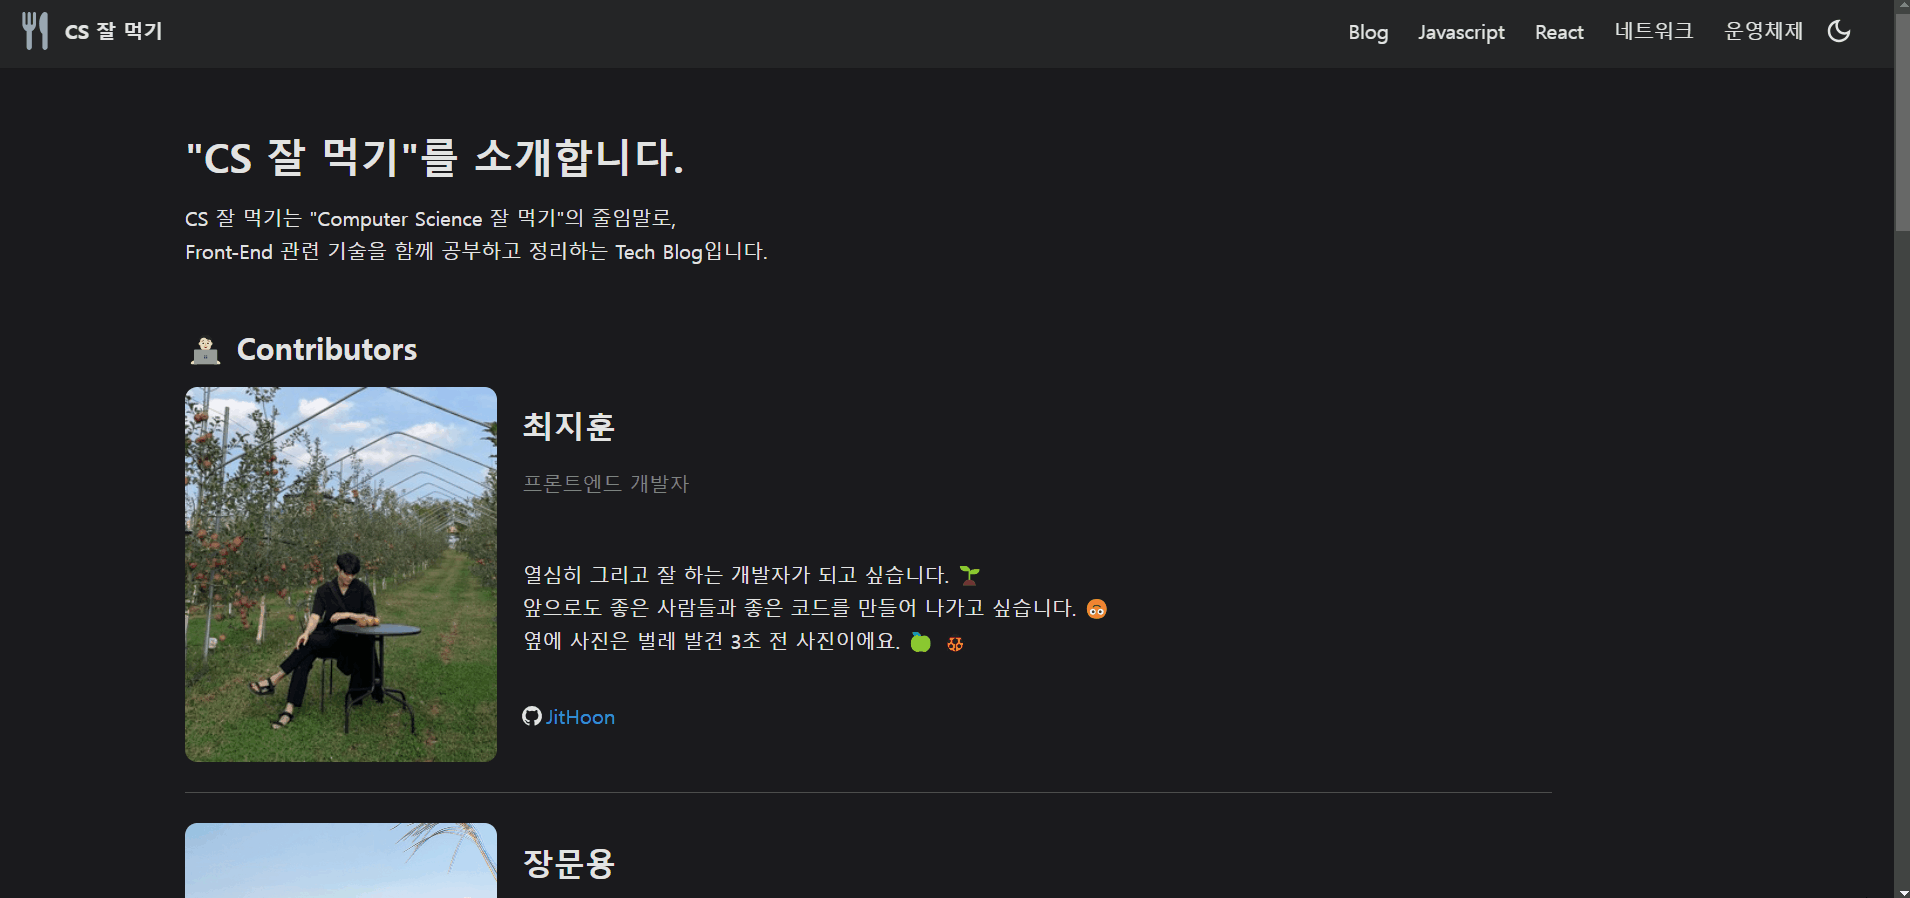 CS 잘 먹기
Blog Javascript React 네트워크 운영체제
"CS 잘 먹기"를 소개합니다.
CS 잘 먹기는 "Computer Science 잘 먹기"의 줄임말로,
Front-End 관련 기술을 함께 공부하고 정리하는 Tech Blog입니다.
Contributors
최지훈
프론트엔드 개발자
열심히 그리고 잘 하는 개발자가 되고 싶습니다. 🌱
앞으로도 좋은 사람들과 좋은 코드를 만들어 나가고 싶습니다. 🙃
옆에 사진은 벌레 발견 3초 전 사진이에요. 🍏 🐞
JitHoon
장문용